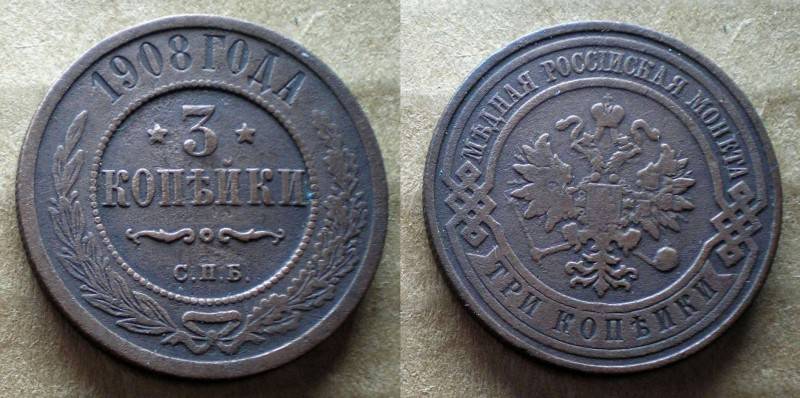 1908 ГОДА
3
КОПѢЙКИ
С.П.Б.
МѢДНАЯ РОССIЙСКАЯ МОНЕТА
ТРИ КОПѢЙКИ